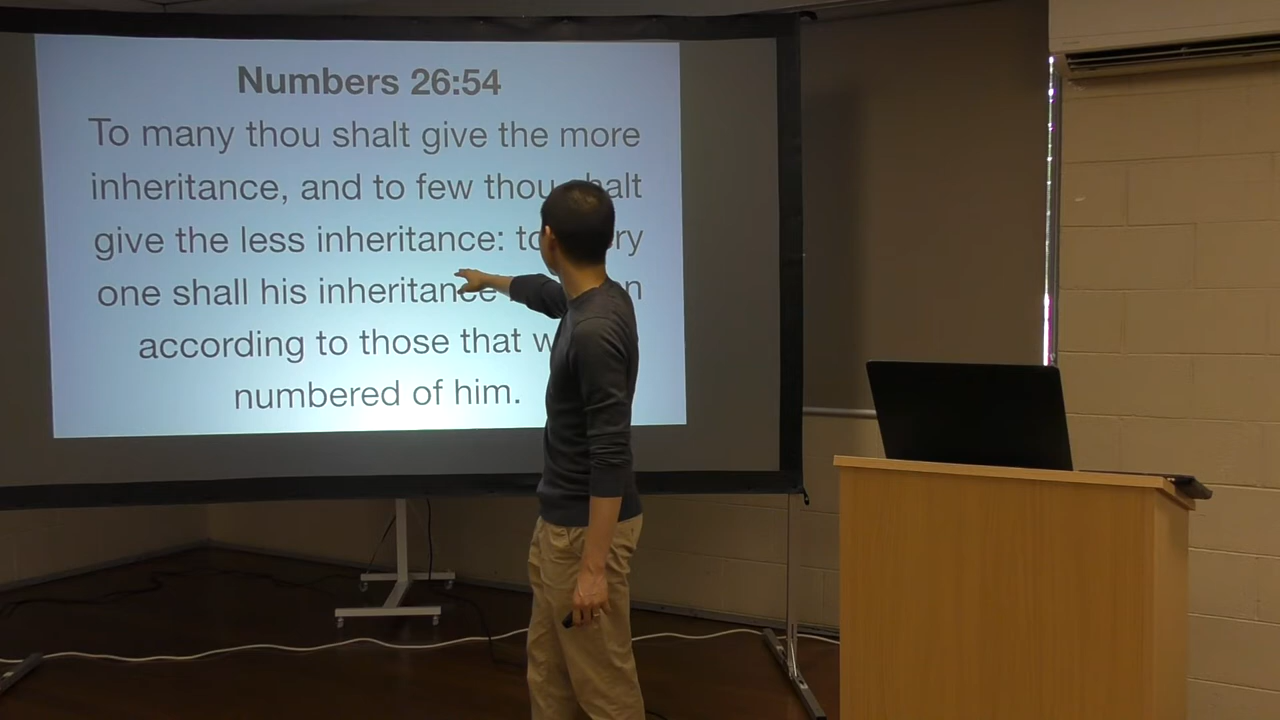 Numbers 26:54
To many thou shalt give the more
inheritance, and to few thou shalt
give the less inheritance: to
one shall his inheritance
according to those that
numbered of him.